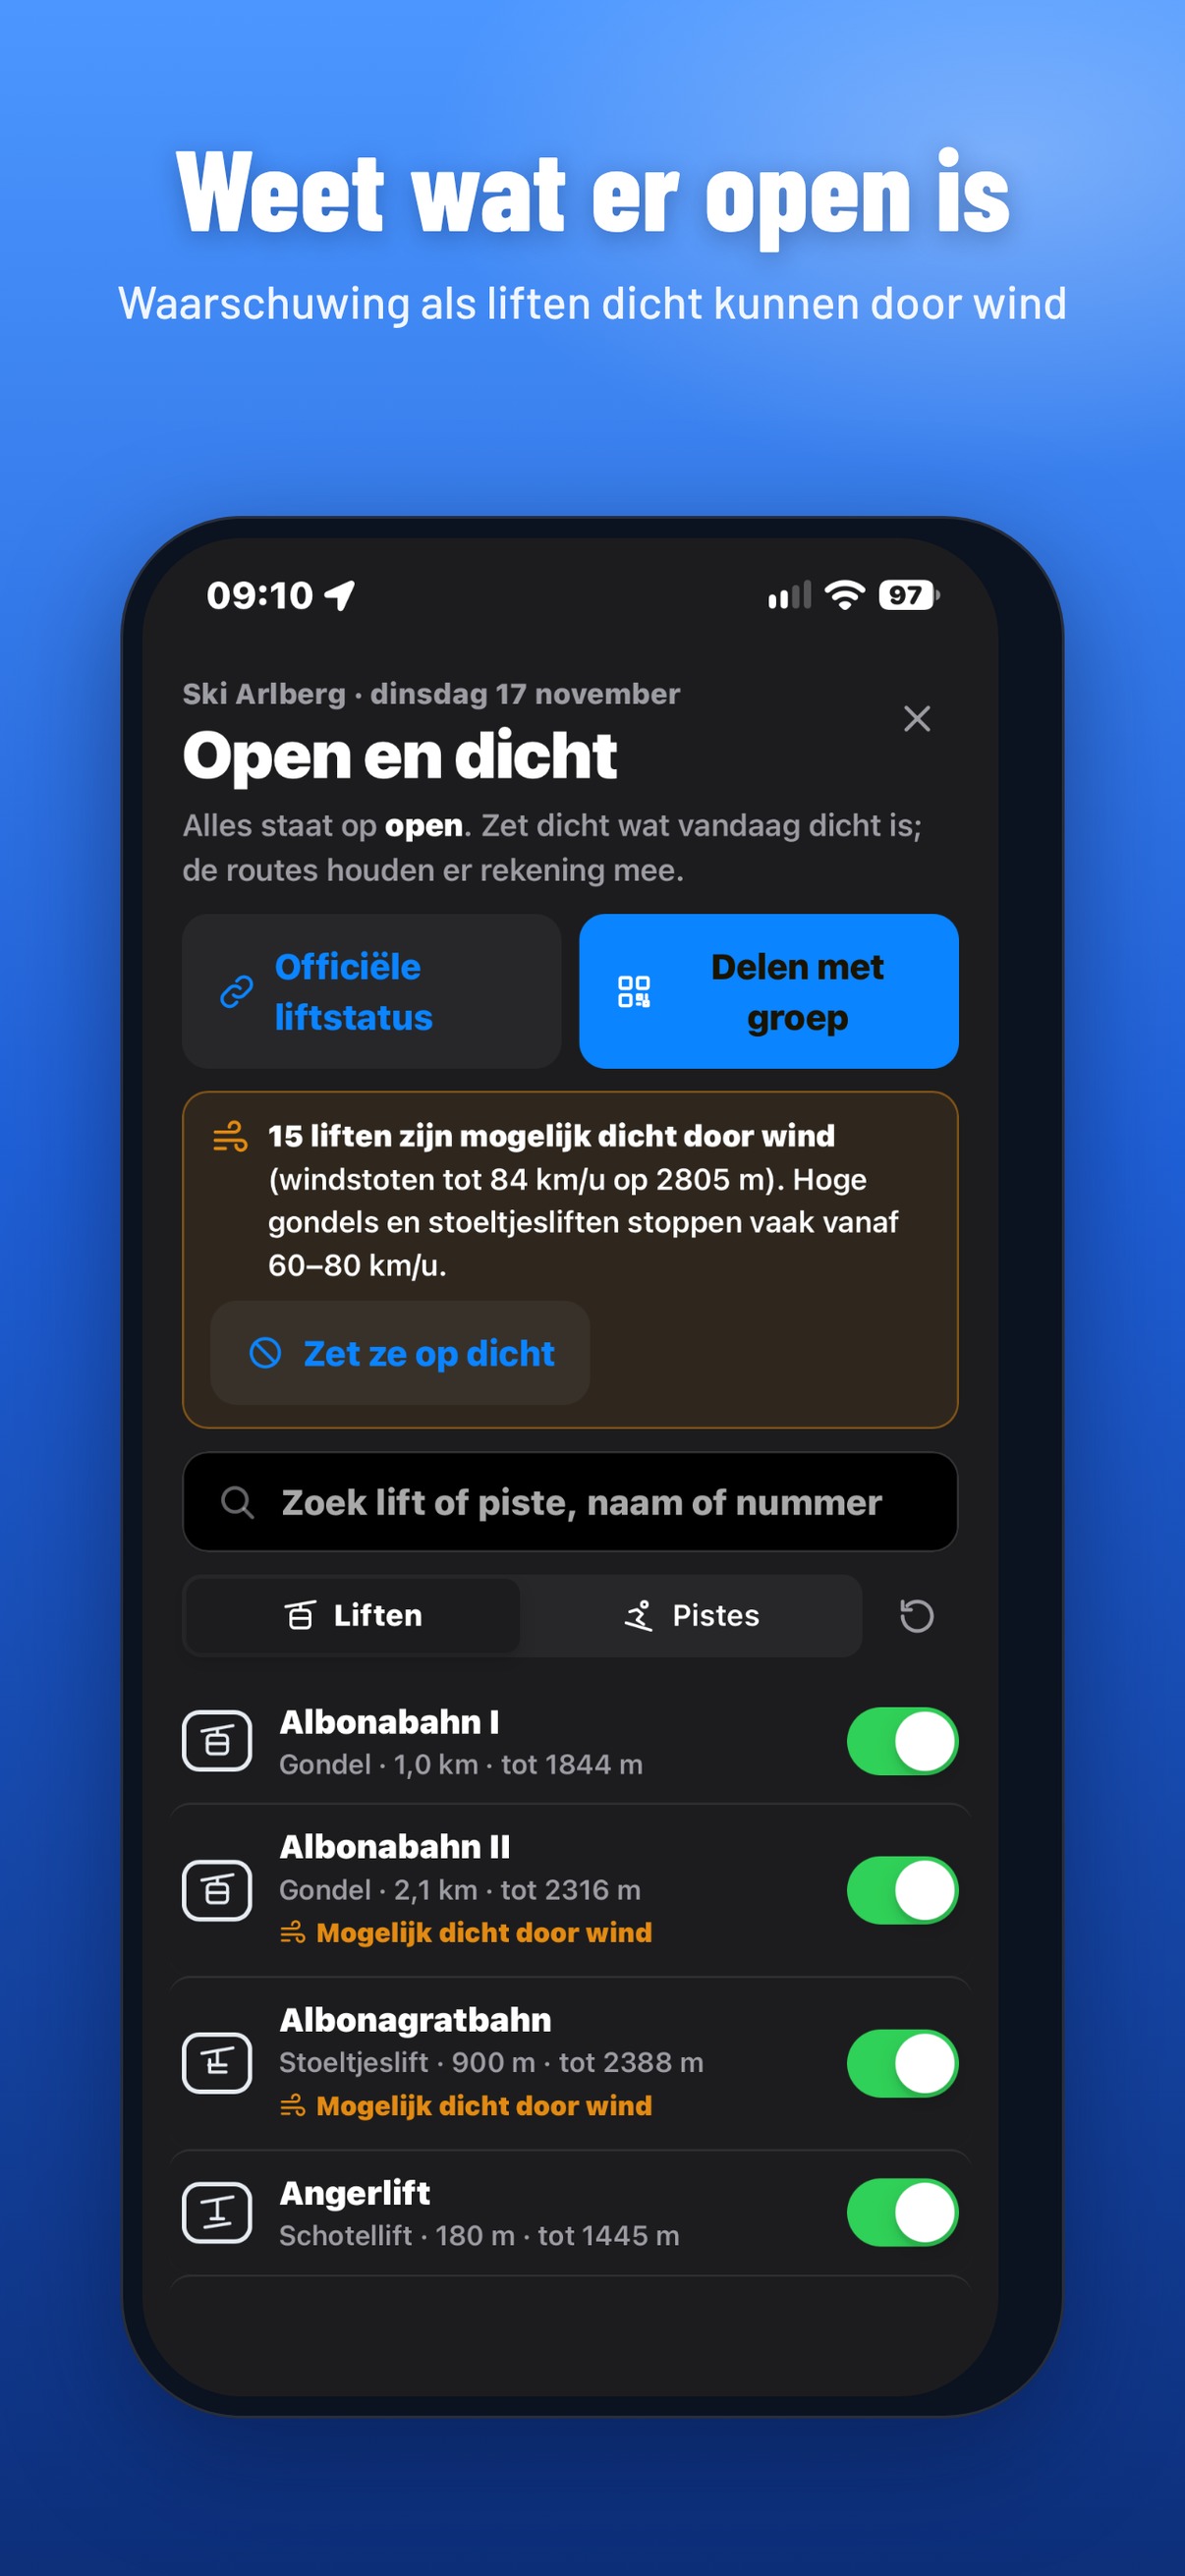 Weet wat er open is
Waarschuwing als liften dicht kunnen door wind
09:10
97
Ski Arlberg · dinsdag 17 november
Open en dicht
Alles staat op open. Zet dicht wat vandaag dicht is;
de routes houden er rekening mee.
Officiële
liftstatus
Delen met
groep
15 liften zijn mogelijk dicht door wind
(windstoten tot 84 km/u op 2805 m). Hoge
gondels en stoeltjesliften stoppen vaak vanaf
60–80 km/u.
Zet ze op dicht
Zoek lift of piste, naam of nummer
Liften
Pistes
Albonabahn I
Gondel · 1,0 km · tot 1844 m
Albonabahn II
Gondel · 2,1 km · tot 2316 m
Mogelijk dicht door wind
Albonagratbahn
Stoeltjeslift · 900 m · tot 2388 m
Mogelijk dicht door wind
Angerlift
Schotellift · 180 m · tot 1445 m